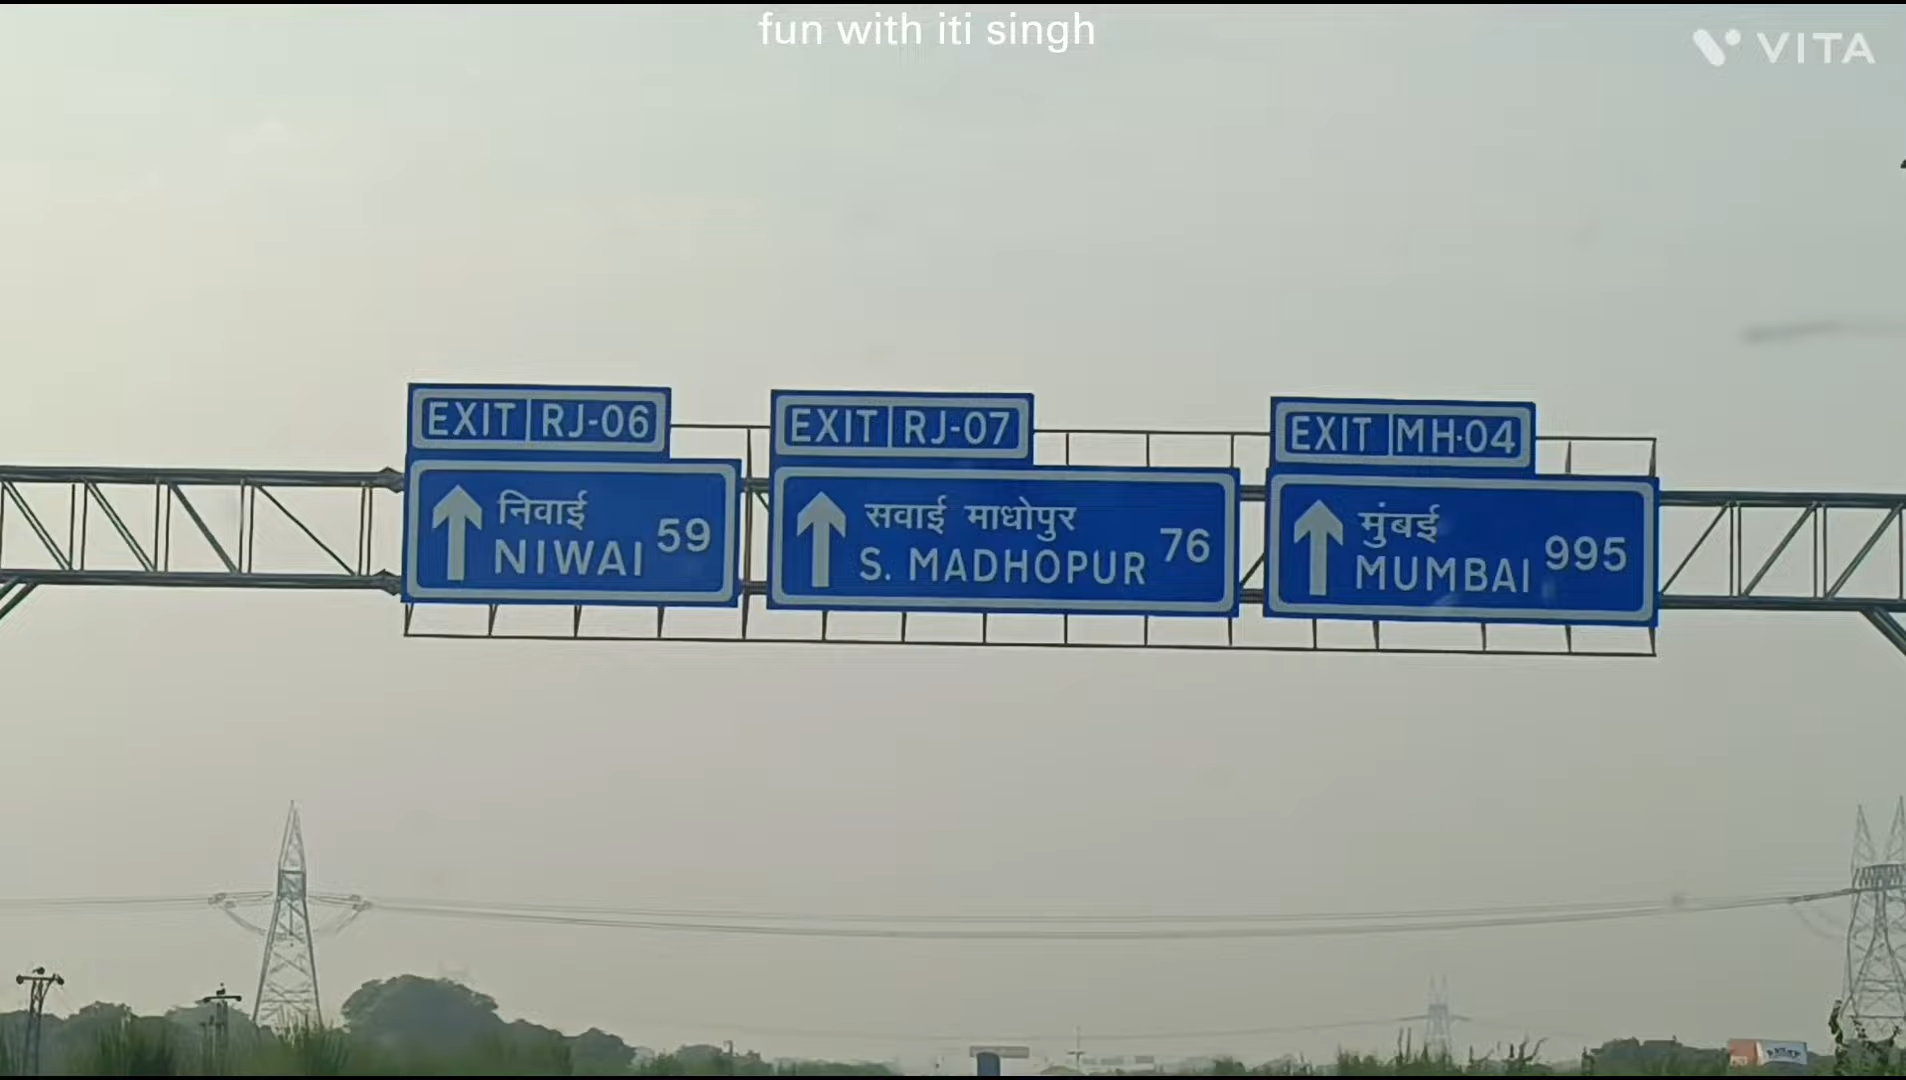 fun with iti singh
VITA
EXIT RJ-06
निवाई
NIWAI 59
EXIT RJ-07
सवाई माधोपुर
S. MADHOPUR 76
EXIT MH-04
मुंबई
MUMBAI 995